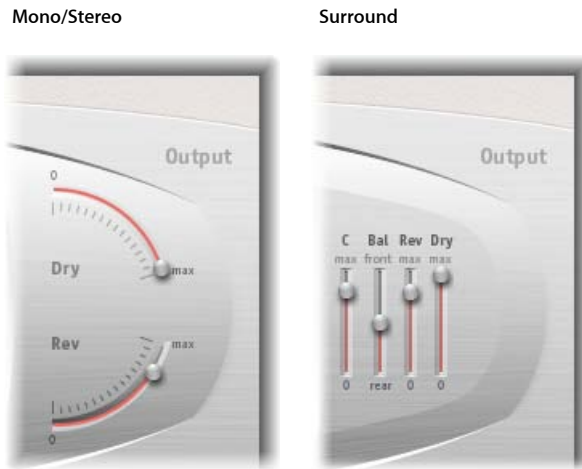 Mono/Stereo
Surround
Output
0
Dry
max
Rev
max
0
Output
C Bal Rev Dry
max front max max
0 rear 0 0